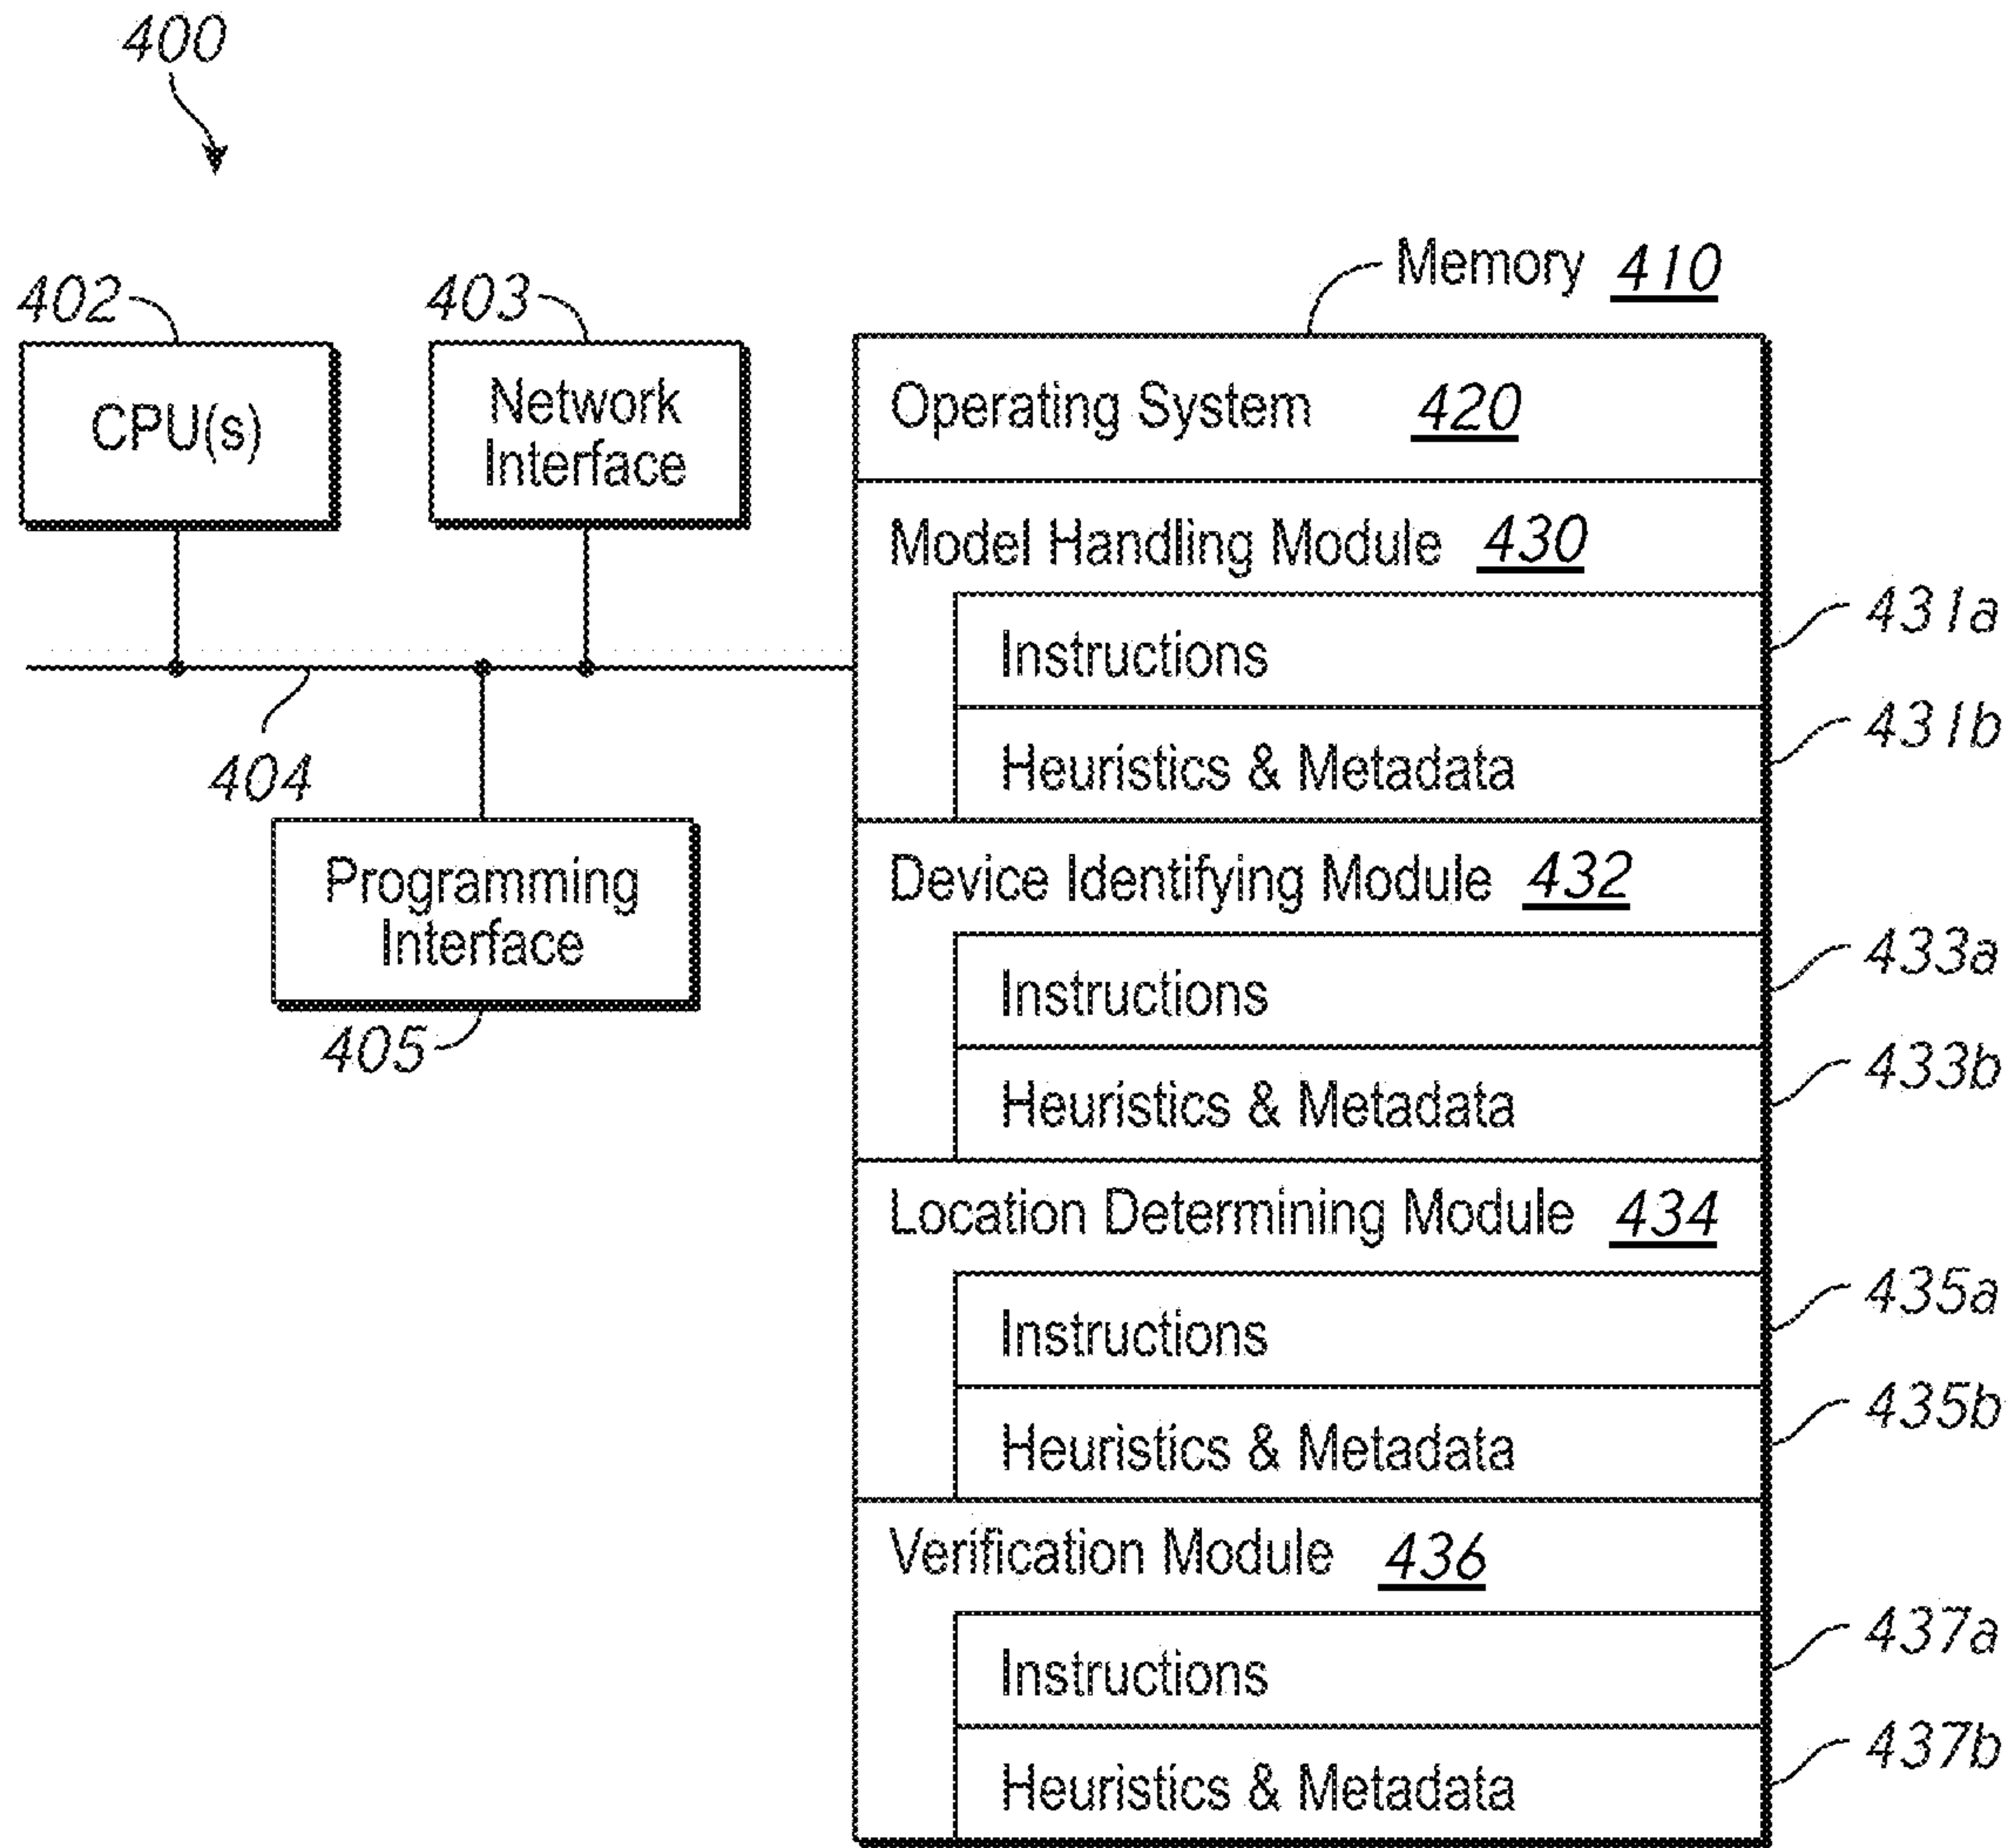 400
Memory 410
402
403
CPU(s)
Network
Interface
404
Programming
Interface
405
Operating System 420
Model Handling Module 430
Instructions
431a
Heuristics & Metadata
431b
Device Identifying Module 432
Instructions
433a
Heuristics & Metadata
433b
Location Determining Module 434
Instructions
435a
Heuristics & Metadata
435b
Verification Module 436
Instructions
437a
Heuristics & Metadata
437b